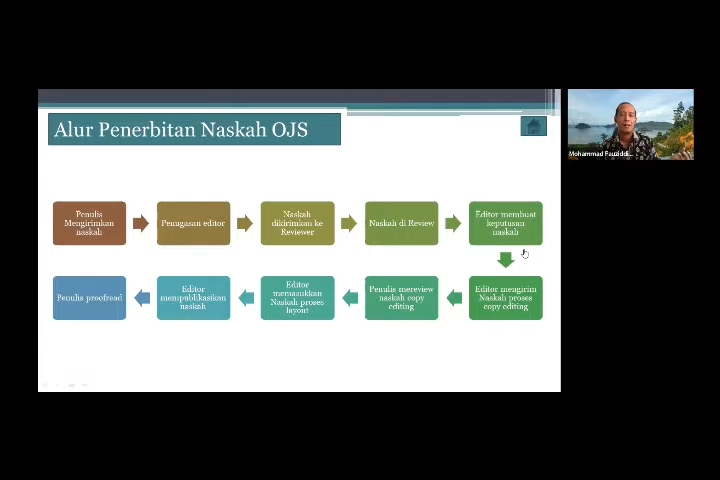 Alur Penerbitan Naskah OJS
Mohammad Fauziddi...
Penulis
Mengirimkan
naskah
Penugasan editor
Naskah
dikirimkan ke
Reviewer
Naskah di Review
Editor membuat
keputusan
naskah
Editor mengirim
Naskah proses
copy editing
Penulis mereview
naskah copy
editing
Editor
memasukkan
Naskah proses
layout
Editor
mempublikasikan
naskah
Penulis proofread